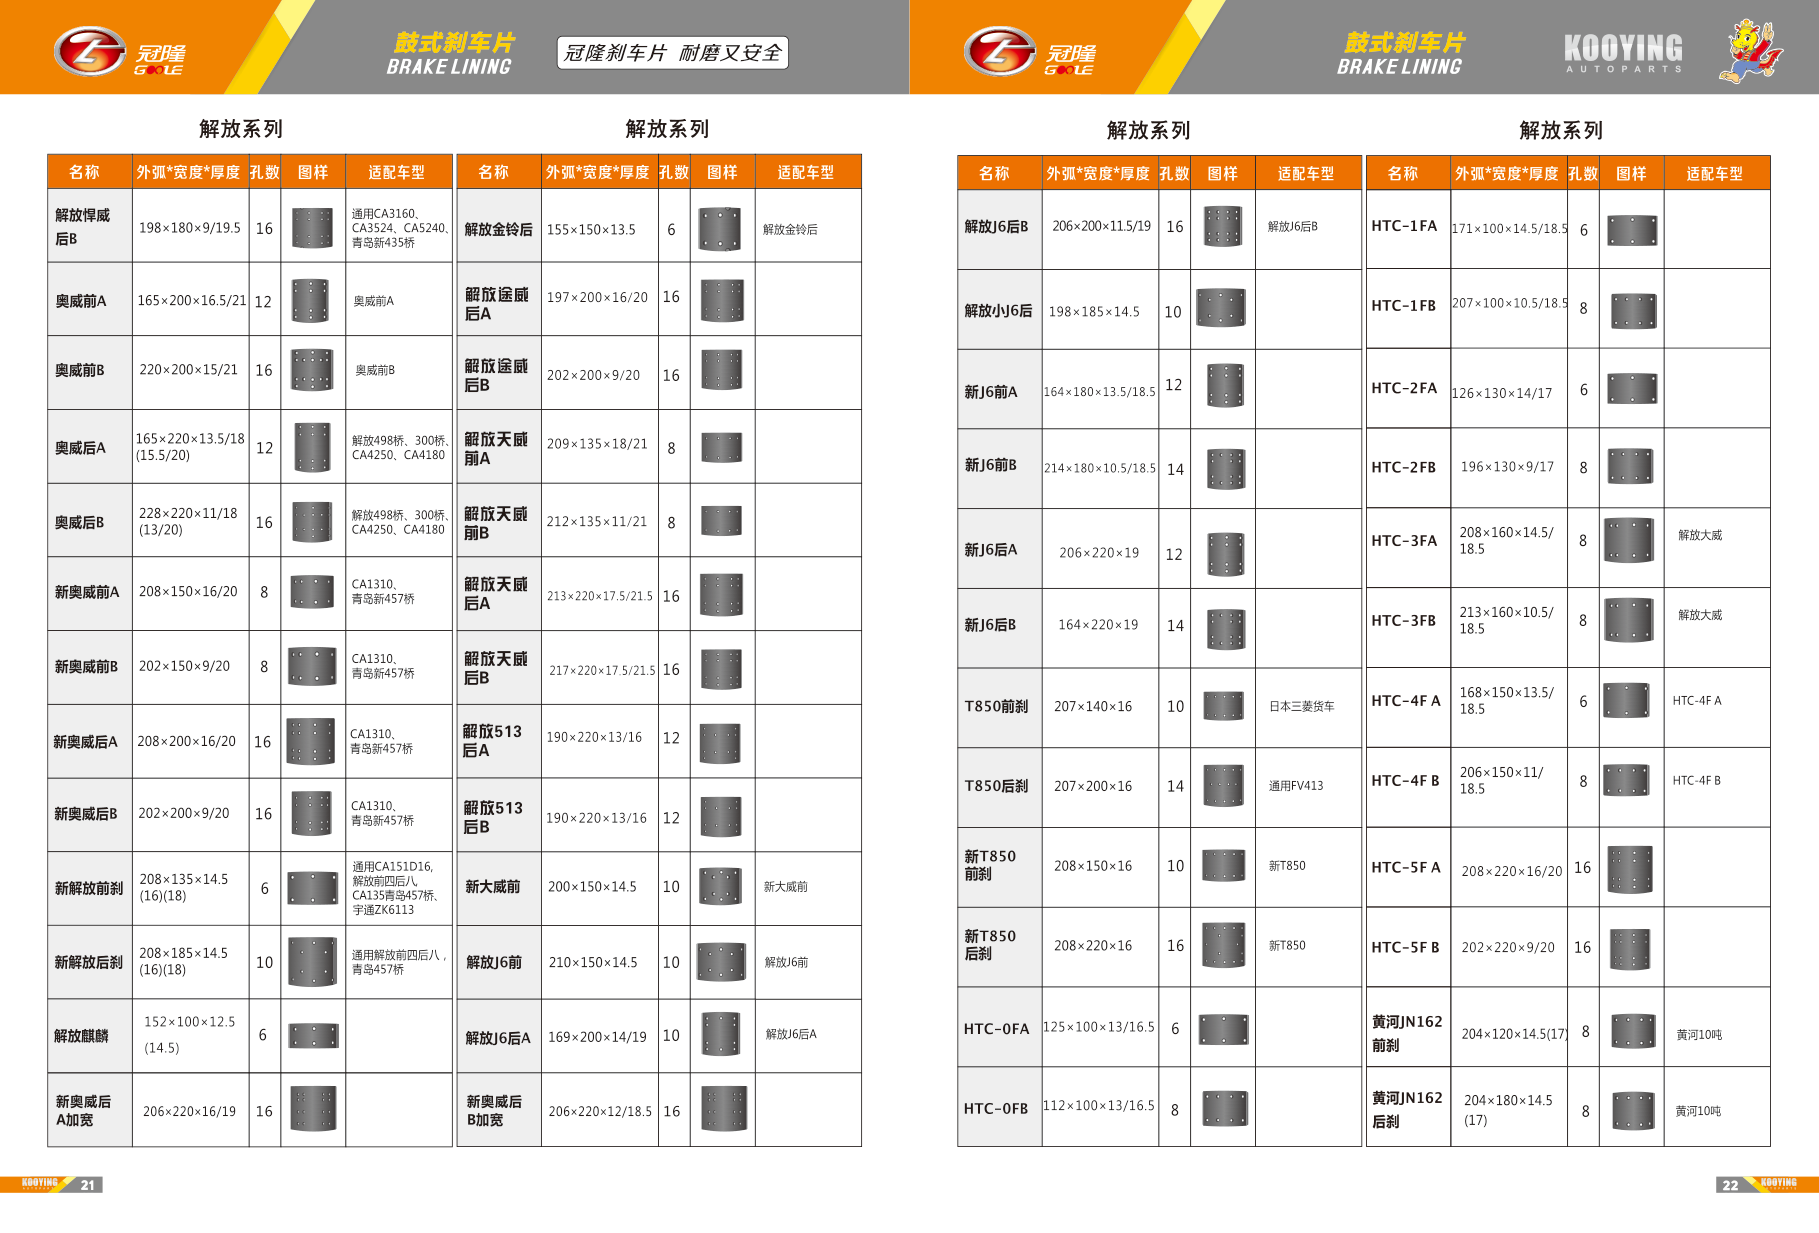 冠隆
GOOLE
鼓式刹车片
BRAKE LINING
冠隆刹车片 耐磨又安全
解放系列
名称 外弧*宽度*厚度 孔数 图样 适配车型
解放悍威
后B
198×180×9/19.5
16
通用CA3160、
CA3524、CA5240、
青岛新435桥
奥威前A
165×200×16.5/21
12
奥威前A
奥威前B
220×200×15/21
16
奥威前B
奥威后A
165×220×13.5/18
(15.5/20)
12
解放498桥、300桥、
CA4250、CA4180
奥威后B
228×220×11/18
(13/20)
16
解放498桥、300桥、
CA4250、CA4180
新奥威前A
208×150×16/20
8
CA1310、
青岛新457桥
新奥威前B
202×150×9/20
8
CA1310、
青岛新457桥
新奥威后A
208×200×16/20
16
CA1310、
青岛新457桥
新奥威后B
202×200×9/20
16
CA1310、
青岛新457桥
新解放前刹
208×135×14.5
(16)(18)
6
通用CA151D16,
解放前四后八,
CA135青岛457桥、
宇通ZK6113
新解放后刹
208×185×14.5
(16)(18)
10
通用解放前四后八 ,
青岛457桥
解放麒麟
152×100×12.5
(14.5)
6
新奥威后
A加宽
206×220×16/19
16
解放系列
名称 外弧*宽度*厚度 孔数 图样 适配车型
解放金铃后
155×150×13.5
6
解放金铃后
解放途威
后A
197×200×16/20
16
解放途威
后B
202×200×9/20
16
解放天威
前A
209×135×18/21
8
解放天威
前B
212×135×11/21
8
解放天威
后A
213×220×17.5/21.5
16
解放天威
后B
217×220×17.5/21.5
16
解放513
后A
190×220×13/16
12
解放513
后B
190×220×13/16
12
新大威前
200×150×14.5
10
新大威前
解放J6前
210×150×14.5
10
解放J6前
解放J6后A
169×200×14/19
10
解放J6后A
新奥威后
B加宽
206×220×12/18.5
16
KOOYING
21
冠隆
GOOLE
鼓式刹车片
BRAKE LINING
KOOYING
AUTOPARTS
解放系列
名称 外弧*宽度*厚度 孔数 图样 适配车型
解放J6后B
206×200×11.5/19
16
解放J6后B
解放小J6后
198×185×14.5
10
新J6前A
164×180×13.5/18.5
12
新J6前B
214×180×10.5/18.5
14
新J6后A
206×220×19
12
新J6后B
164×220×19
14
T850前刹
207×140×16
10
日本三菱货车
T850后刹
207×200×16
14
通用FV413
新T850
前刹
208×150×16
10
新T850
新T850
后刹
208×220×16
16
新T850
HTC-0FA
125×100×13/16.5
6
HTC-0FB
112×100×13/16.5
8
解放系列
名称 外弧*宽度*厚度 孔数 图样 适配车型
HTC-1FA
171×100×14.5/18.5
6
HTC-1FB
207×100×10.5/18.5
8
HTC-2FA
126×130×14/17
6
HTC-2FB
196×130×9/17
8
HTC-3FA
208×160×14.5/
18.5
8
解放大威
HTC-3FB
213×160×10.5/
18.5
8
解放大威
HTC-4F A
168×150×13.5/
18.5
6
HTC-4F A
HTC-4F B
206×150×11/
18.5
8
HTC-4F B
HTC-5F A
208×220×16/20
16
HTC-5F B
202×220×9/20
16
黄河JN162
前刹
204×120×14.5(17)
8
黄河10吨
黄河JN162
后刹
204×180×14.5
(17)
8
黄河10吨
22
KOOYING